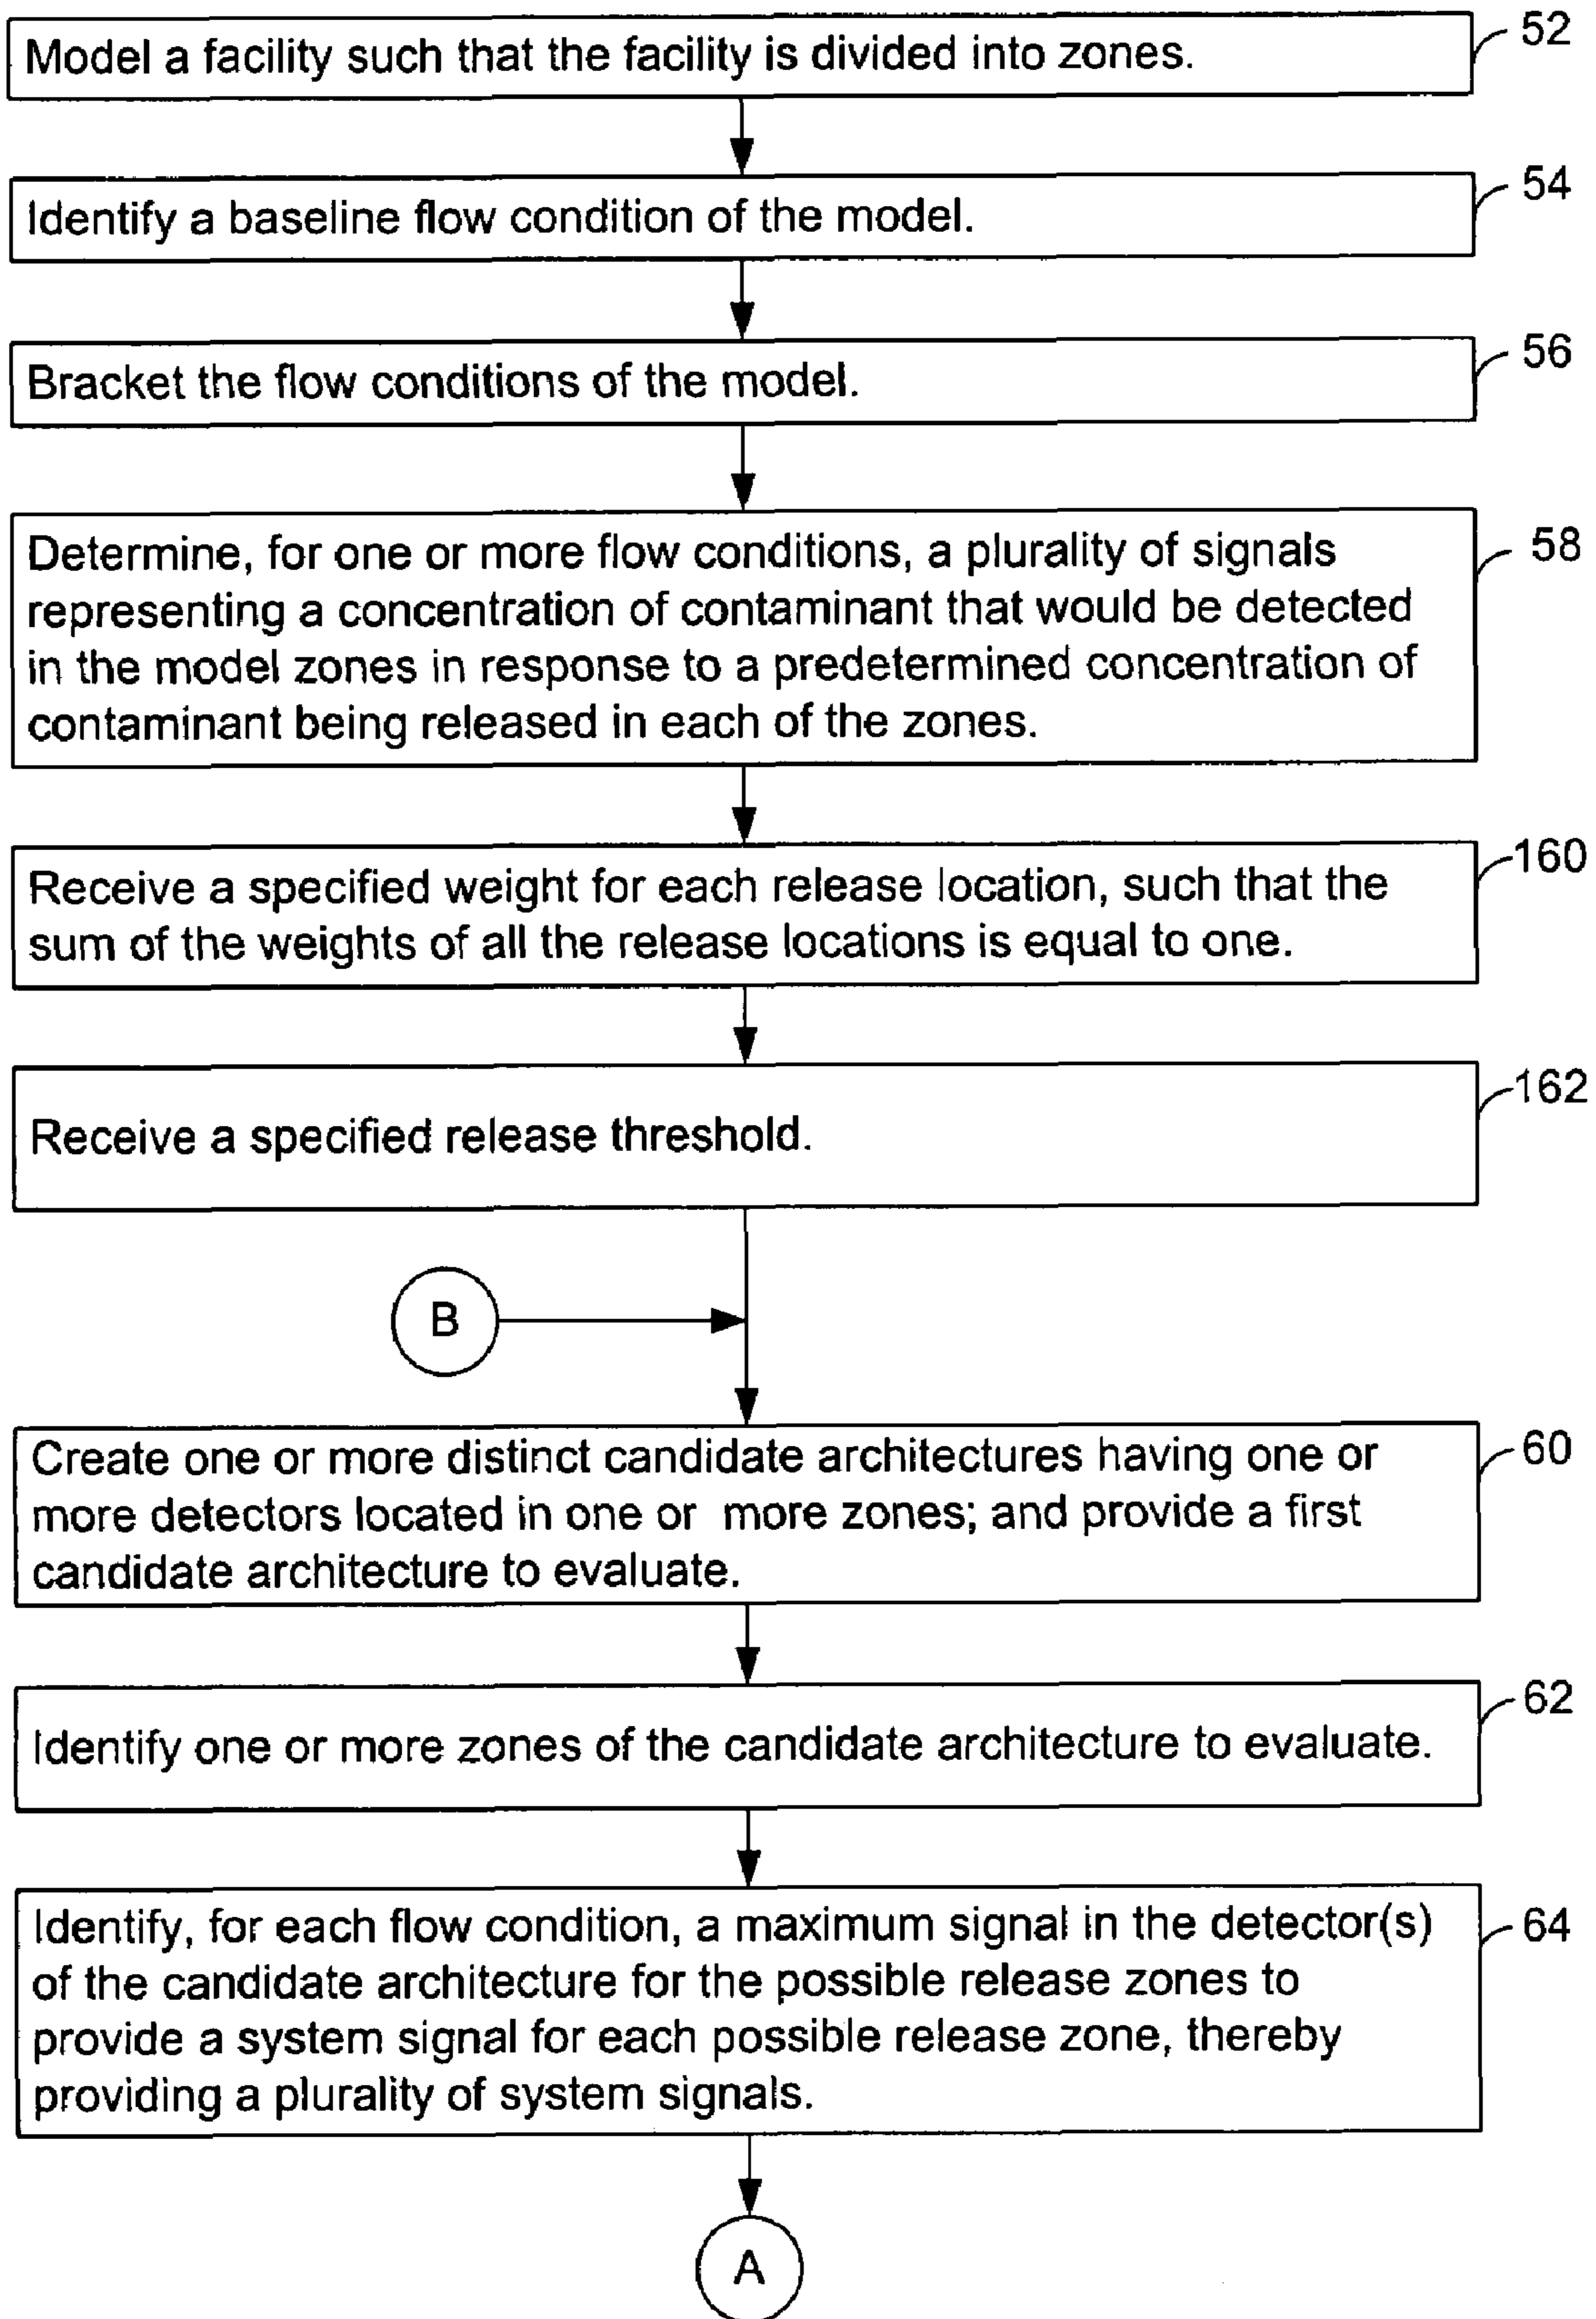 Model a facility such that the facility is divided into zones.
52
Identify a baseline flow condition of the model.
54
Bracket the flow conditions of the model.
56
Determine, for one or more flow conditions, a plurality of signals
representing a concentration of contaminant that would be detected
in the model zones in response to a predetermined concentration of
contaminant being released in each of the zones.
58
Receive a specified weight for each release location, such that the
sum of the weights of all the release locations is equal to one.
160
Receive a specified release threshold.
162
B
Create one or more distinct candidate architectures having one or
more detectors located in one or more zones; and provide a first
candidate architecture to evaluate.
60
Identify one or more zones of the candidate architecture to evaluate.
62
Identify, for each flow condition, a maximum signal in the detector(s)
of the candidate architecture for the possible release zones to
provide a system signal for each possible release zone, thereby
providing a plurality of system signals.
64
A